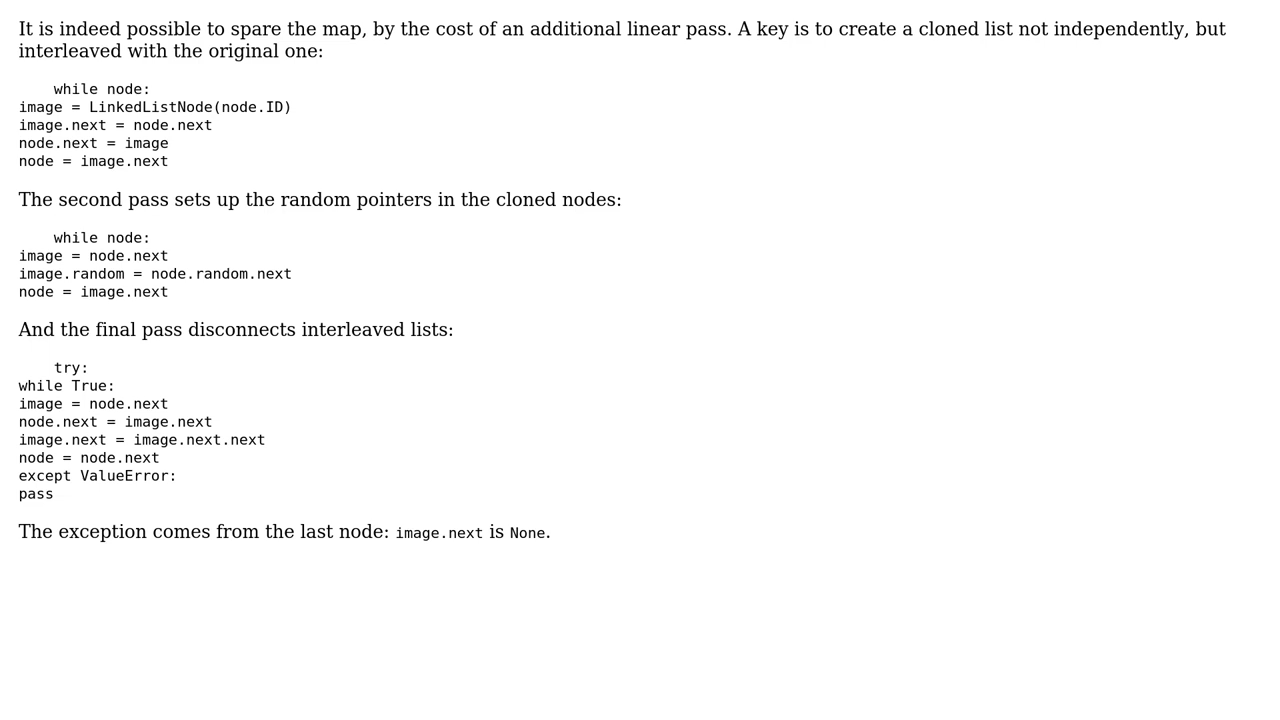 It is indeed possible to spare the map, by the cost of an additional linear pass. A key is to create a cloned list not independently, but
interleaved with the original one:
    while node:
image = LinkedListNode(node.ID)
image.next = node.next
node.next = image
node = image.next
The second pass sets up the random pointers in the cloned nodes:
    while node:
image = node.next
image.random = node.random.next
node = image.next
And the final pass disconnects interleaved lists:
    try:
while True:
image = node.next
node.next = image.next
image.next = image.next.next
node = node.next
except ValueError:
pass
The exception comes from the last node: image.next is None.